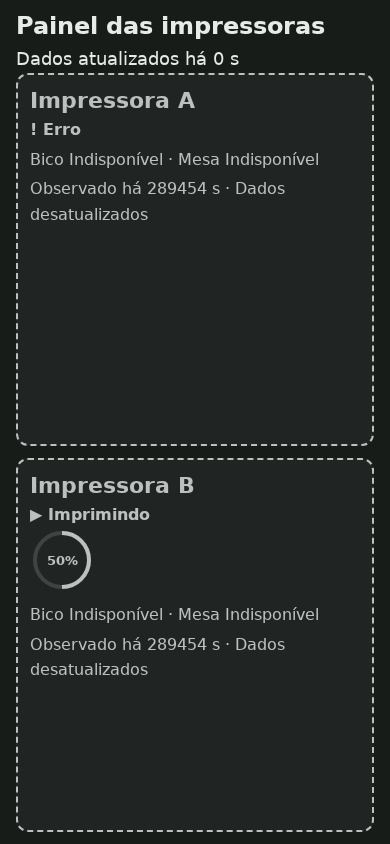 Painel das impressoras
Dados atualizados há 0 s
Impressora A
! Erro
Bico Indisponível · Mesa Indisponível
Observado há 289454 s · Dados
desatualizados
Impressora B
▶ Imprimindo
50%
Bico Indisponível · Mesa Indisponível
Observado há 289454 s · Dados
desatualizados